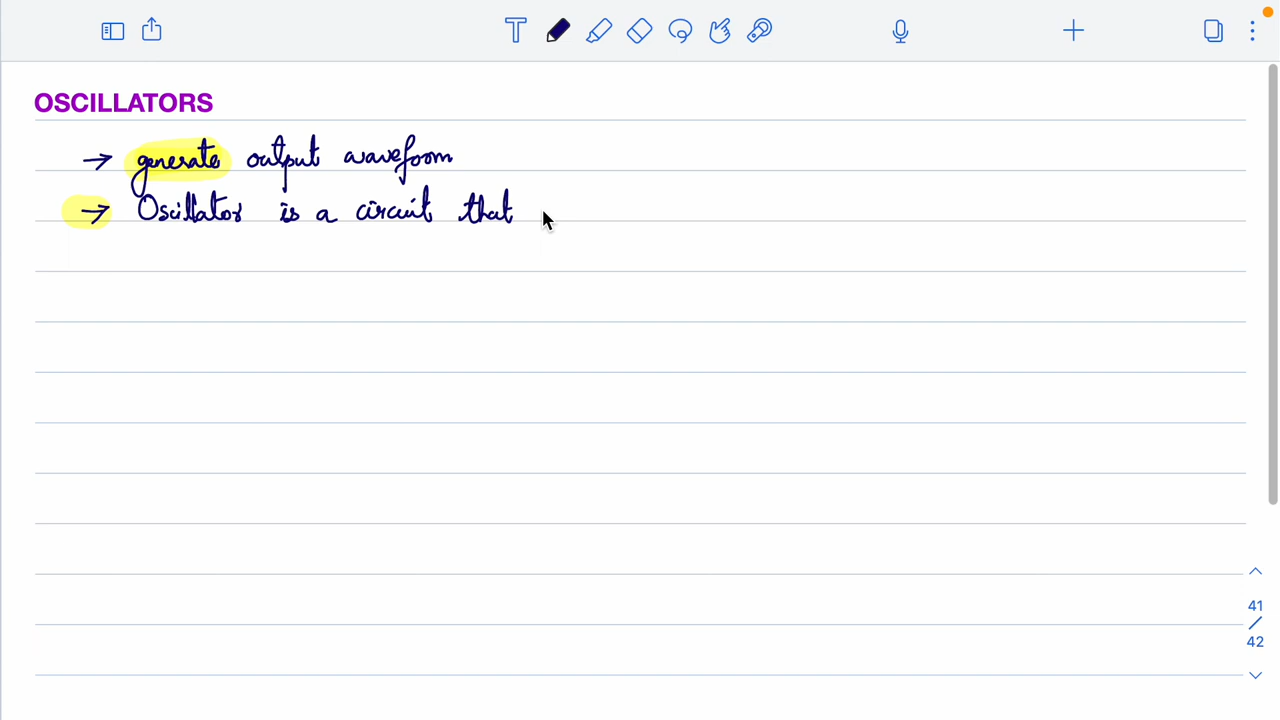 OSCILLATORS
→ generate output waveform
→ Oscillator is a circuit that
41
/
42